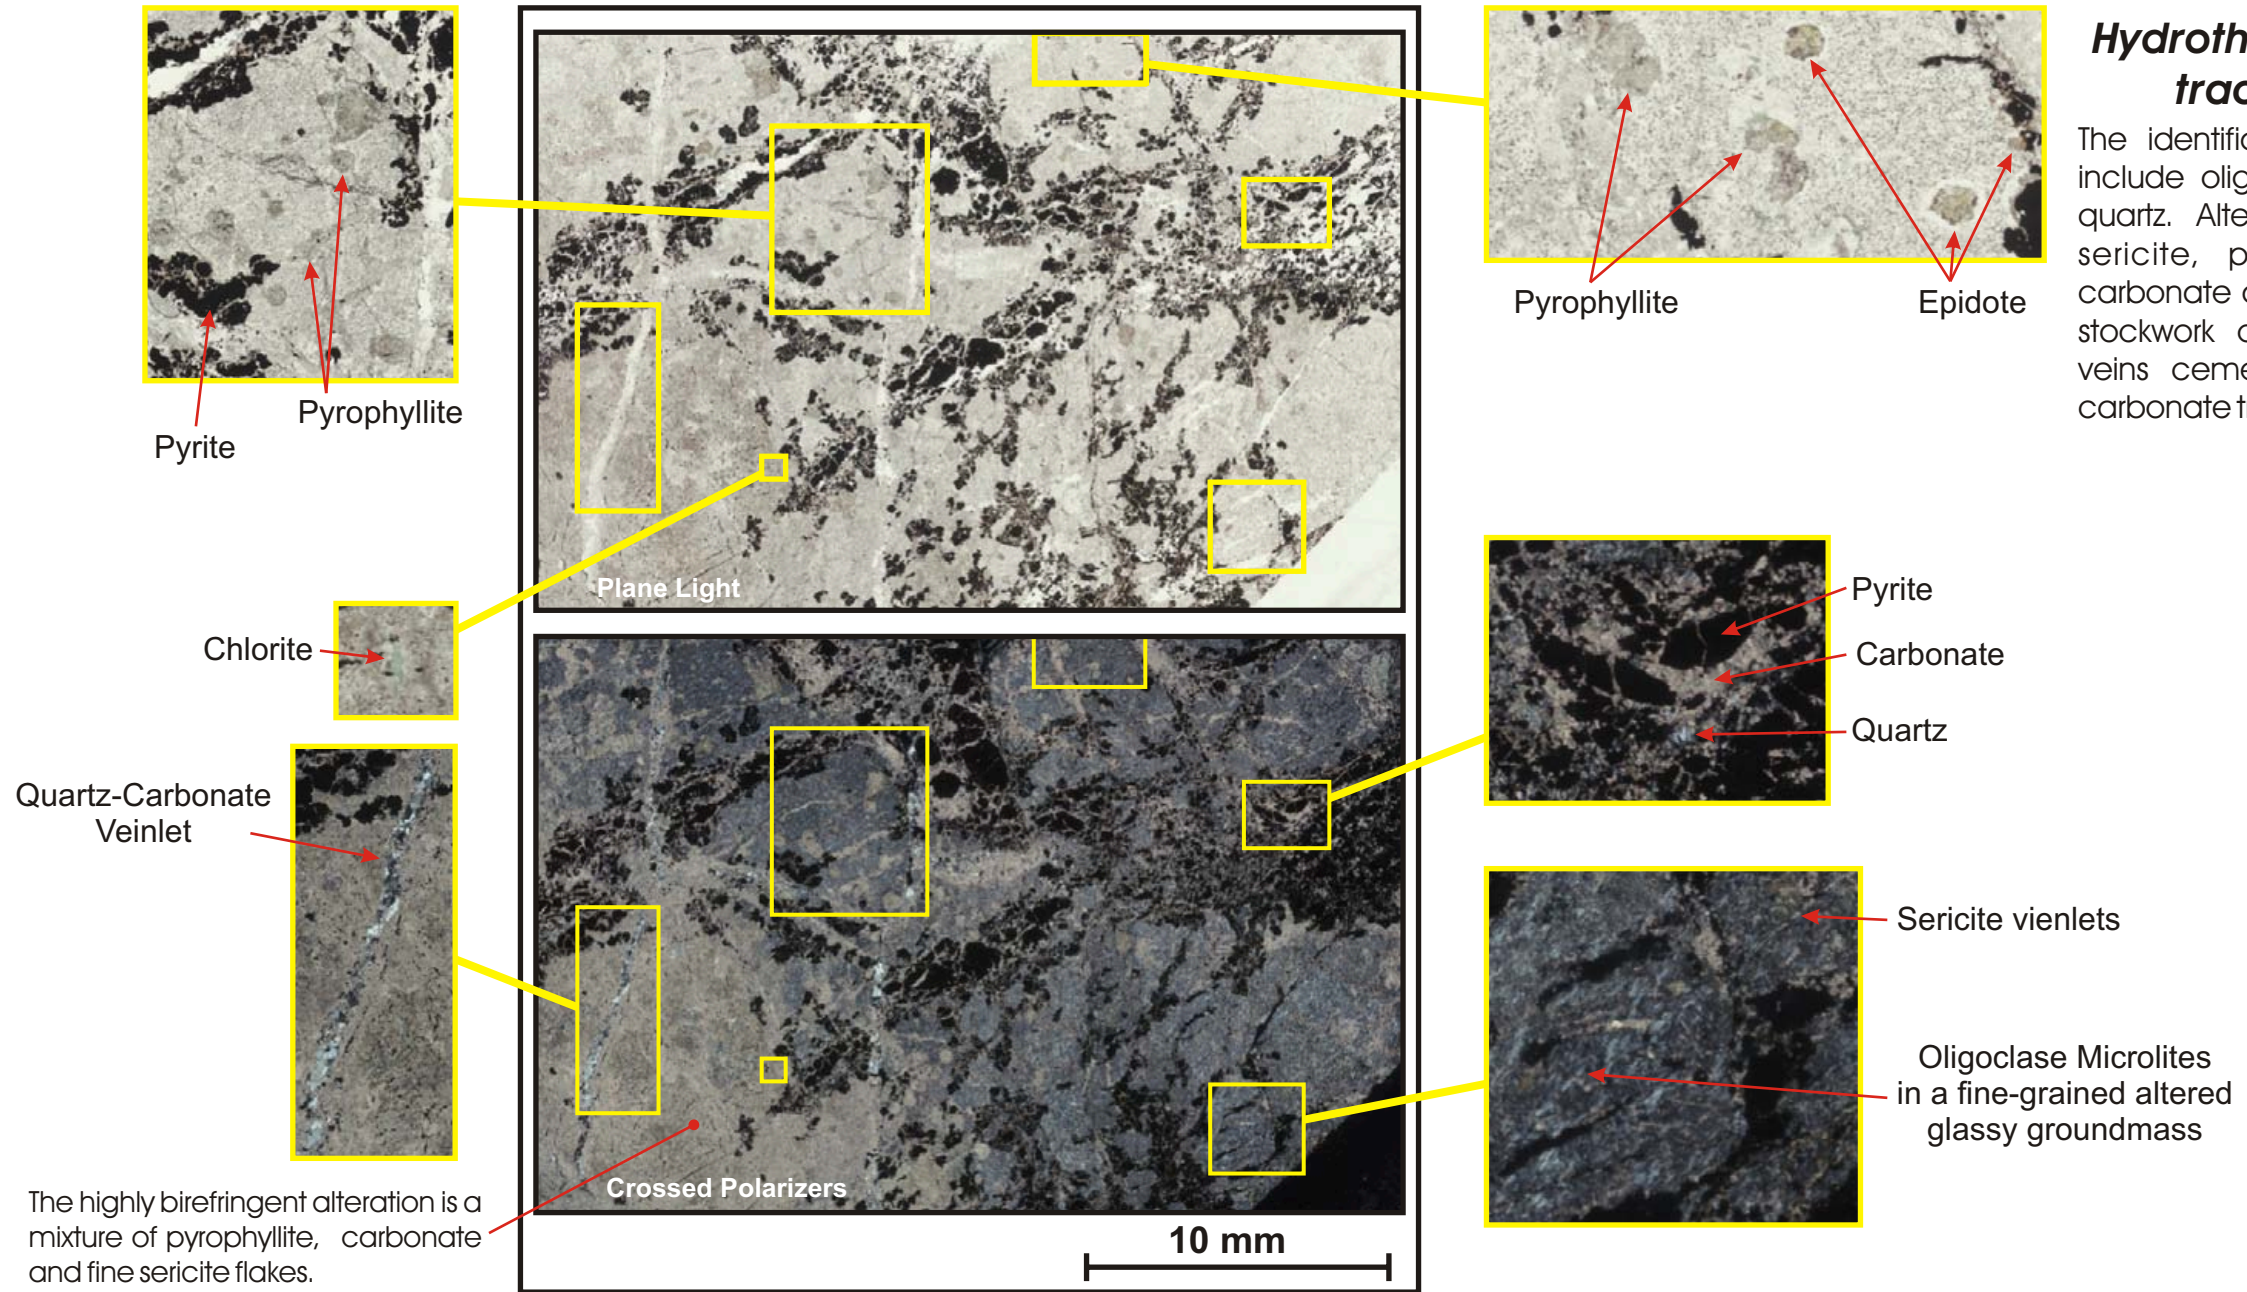 Hydroth
trac
The identific
include olig
quartz. Alte
sericite, p
carbonate
stockwork
veins ceme
carbonate
Pyrophyllite
Epidote
Pyrite
Pyrophyllite
Plane Light
Chlorite
Pyrite
Carbonate
Quartz
Quartz-Carbonate
Veinlet
Sericite vienlets
Oligoclase Microlites
in a fine-grained altered
glassy groundmass
Crossed Polarizers
The highly birefringent alteration is a
mixture of pyrophyllite, carbonate
and fine sericite flakes.
10 mm